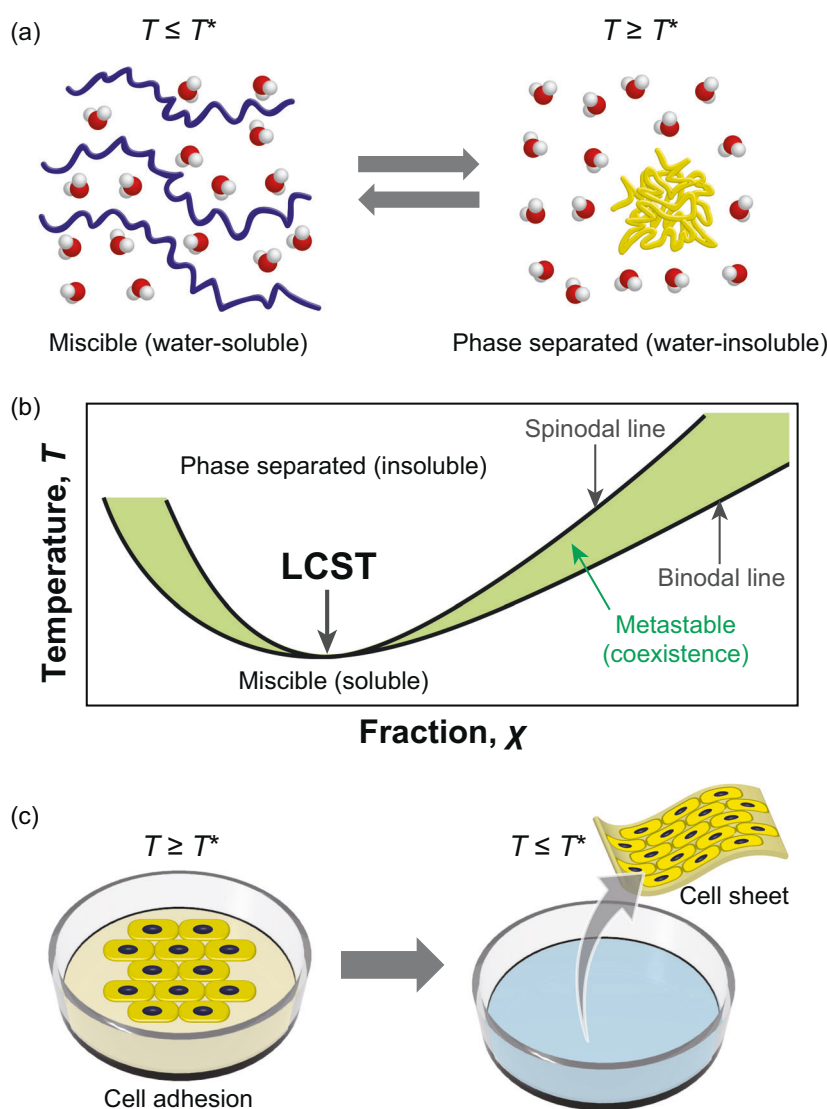 (a)
T ≤ T*
T ≥ T*
Miscible (water-soluble)
Phase separated (water-insoluble)
(b)
Temperature, T
Phase separated (insoluble)
Spinodal line
LCST
Binodal line
Metastable
(coexistence)
Miscible (soluble)
Fraction, χ
(c)
T ≥ T*
T ≤ T*
Cell sheet
Cell adhesion